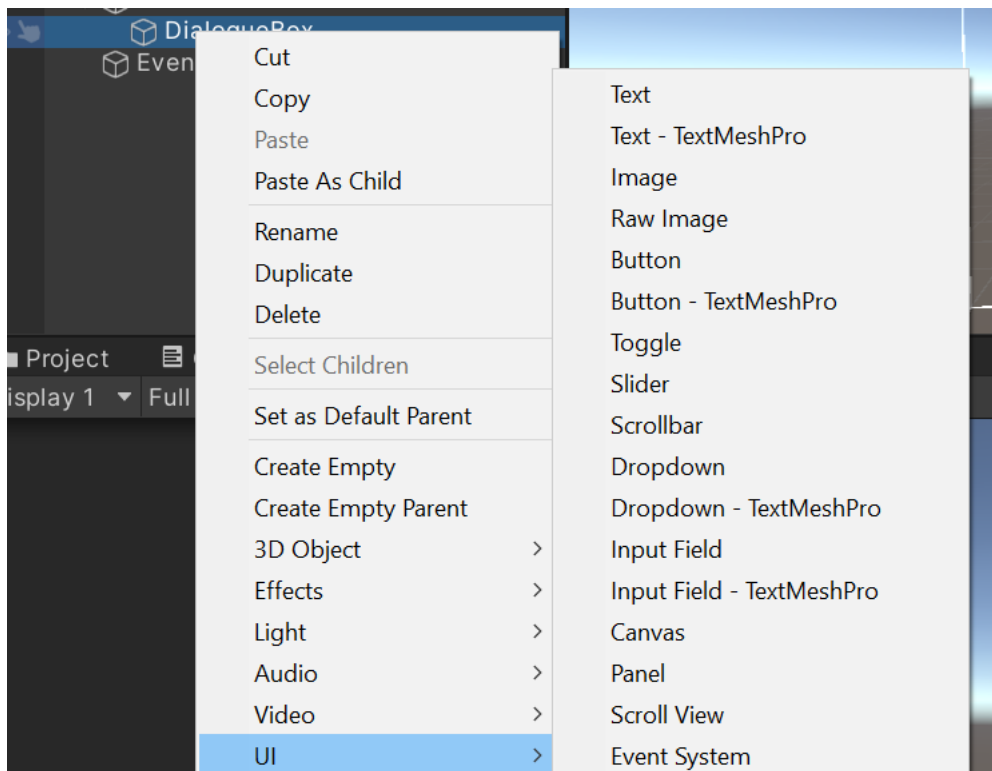 DialogueBox
Even
Project
isplay 1
Full
Cut
Copy
Paste
Paste As Child
Rename
Duplicate
Delete
Select Children
Set as Default Parent
Create Empty
Create Empty Parent
3D Object
Effects
Light
Audio
Video
UI
Text
Text - TextMeshPro
Image
Raw Image
Button
Button - TextMeshPro
Toggle
Slider
Scrollbar
Dropdown
Dropdown - TextMeshPro
Input Field
Input Field - TextMeshPro
Canvas
Panel
Scroll View
Event System